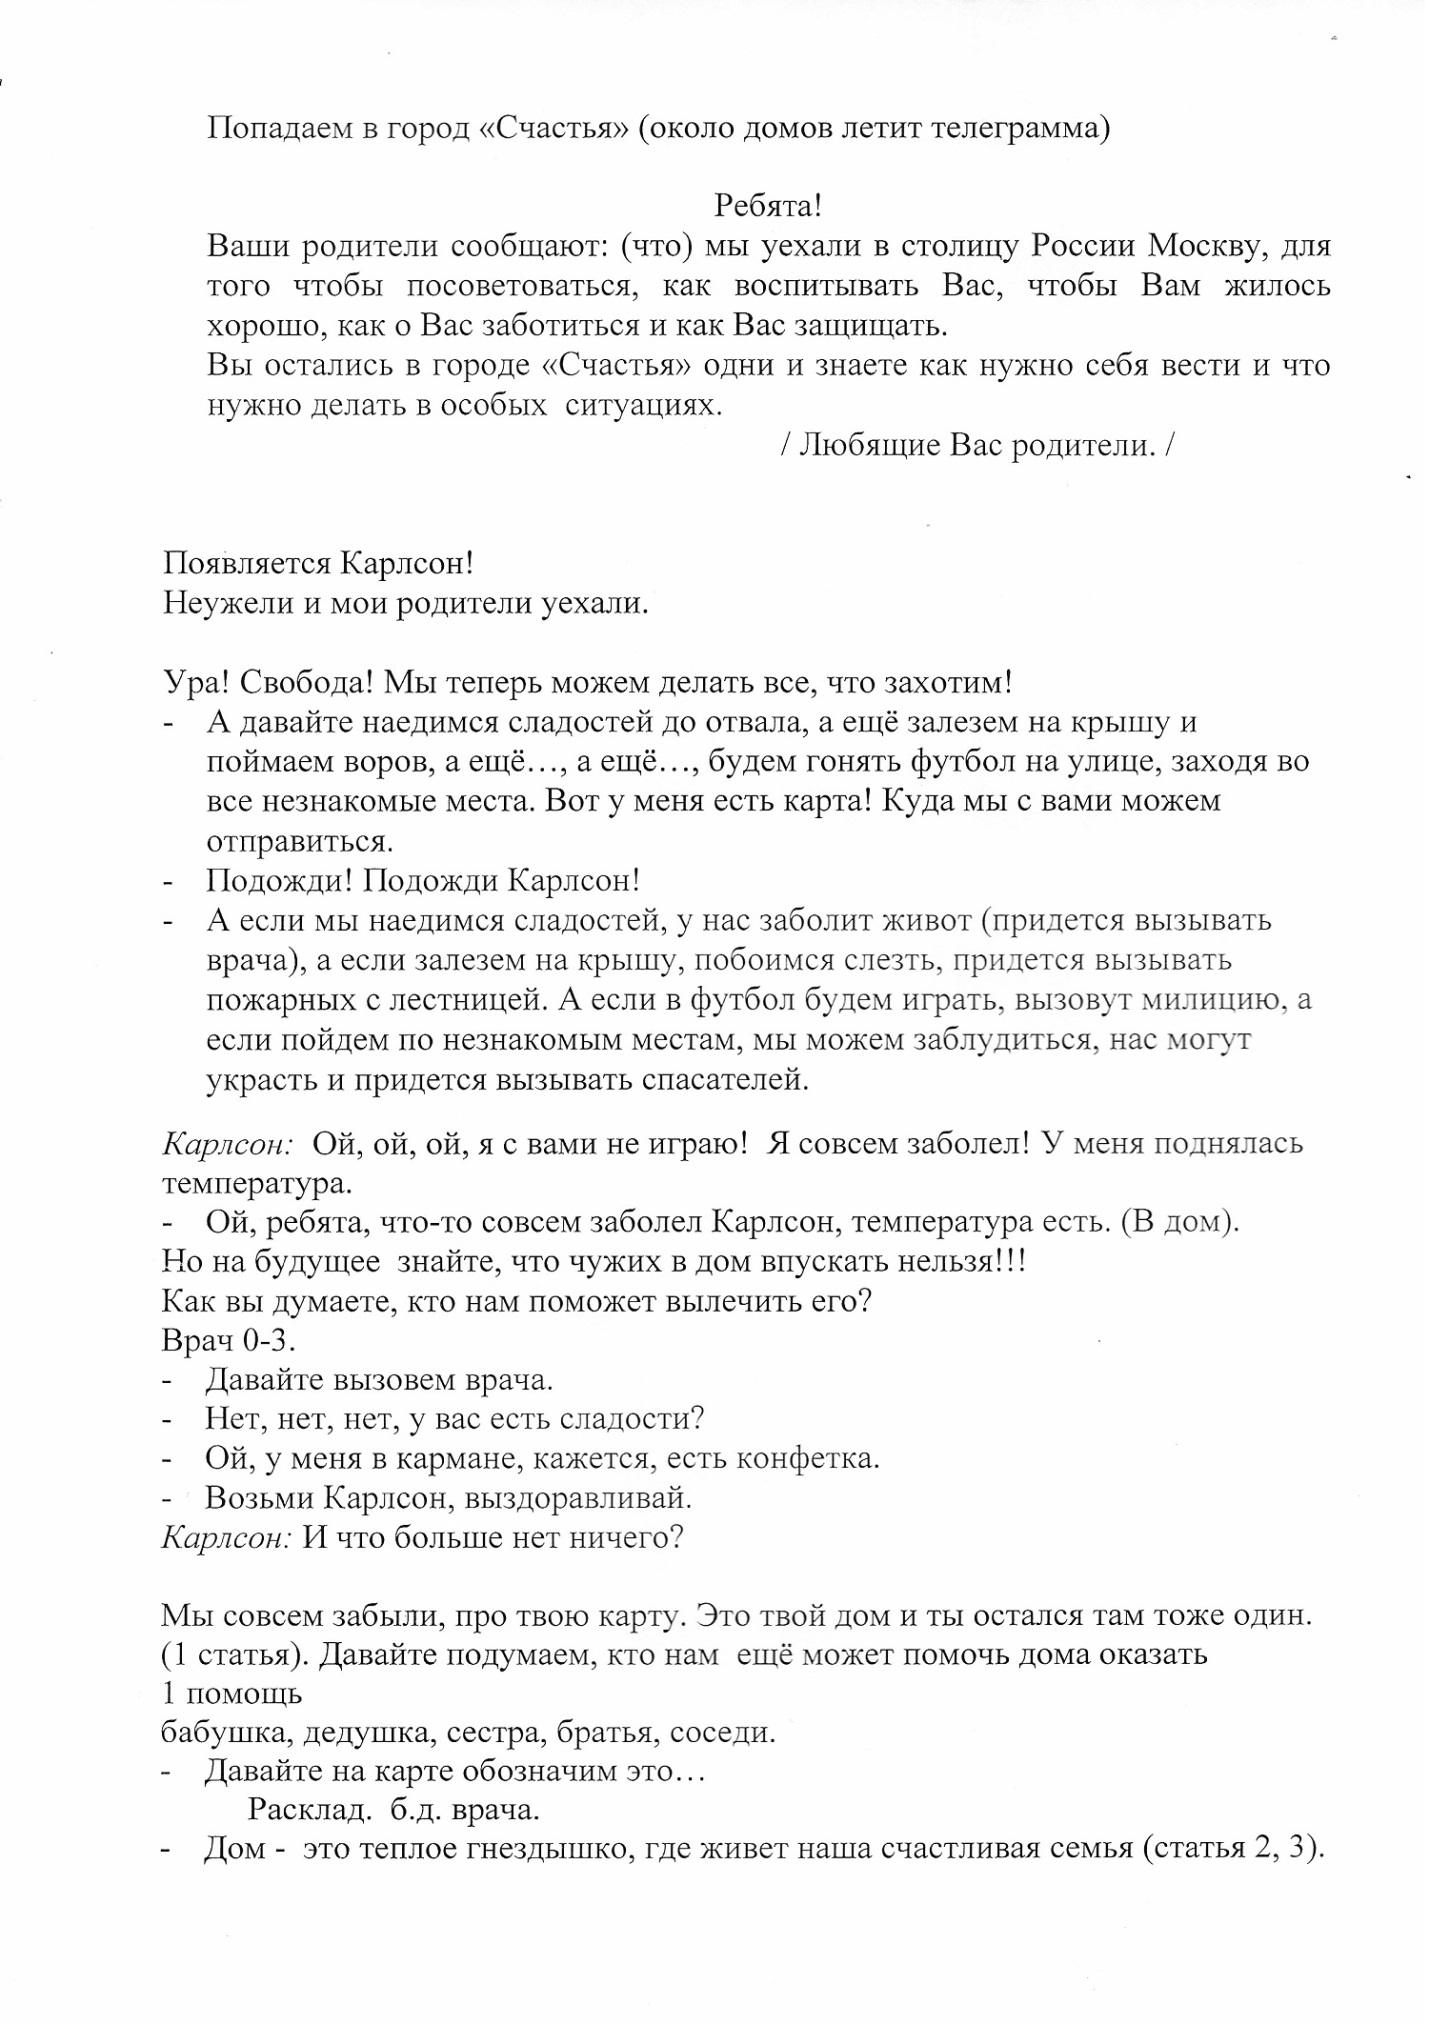 Попадаем в город «Счастья» (около домов летит телеграмма)
Ребята!
Ваши родители сообщают: (что) мы уехали в столицу России Москву, для
того чтобы посоветоваться, как воспитывать Вас, чтобы Вам жилось
хорошо, как о Вас заботиться и как Вас защищать.
Вы остались в городе «Счастья» одни и знаете как нужно себя вести и что
нужно делать в особых ситуациях.
/ Любящие Вас родители. /
Появляется Карлсон!
Неужели и мои родители уехали.
Ура! Свобода! Мы теперь можем делать все, что захотим!
- А давайте наедимся сладостей до отвала, а ещё залезем на крышу и
поймаем воров, а ещё…, а ещё…, будем гонять футбол на улице, заходя во
все незнакомые места. Вот у меня есть карта! Куда мы с вами можем
отправиться.
- Подожди! Подожди Карлсон!
- А если мы наедимся сладостей, у нас заболит живот (придется вызывать
врача), а если залезем на крышу, побоимся слезть, придется вызывать
пожарных с лестницей. А если в футбол будем играть, вызовут милицию, а
если пойдем по незнакомым местам, мы можем заблудиться, нас могут
украсть и придется вызывать спасателей.
Карлсон: Ой, ой, ой, я с вами не играю! Я совсем заболел! У меня поднялась
температура.
- Ой, ребята, что-то совсем заболел Карлсон, температура есть. (В дом).
Но на будущее знайте, что чужих в дом впускать нельзя!!!
Как вы думаете, кто нам поможет вылечить его?
Врач 0-3.
- Давайте вызовем врача.
- Нет, нет, нет, у вас есть сладости?
- Ой, у меня в кармане, кажется, есть конфетка.
- Возьми Карлсон, выздоравливай.
Карлсон: И что больше нет ничего?
Мы совсем забыли, про твою карту. Это твой дом и ты остался там тоже один.
(1 статья). Давайте подумаем, кто нам ещё может помочь дома оказать
1 помощь
бабушка, дедушка, сестра, братья, соседи.
- Давайте на карте обозначим это…
Расклад. б.д. врача.
- Дом - это теплое гнездышко, где живет наша счастливая семья (статья 2, 3).